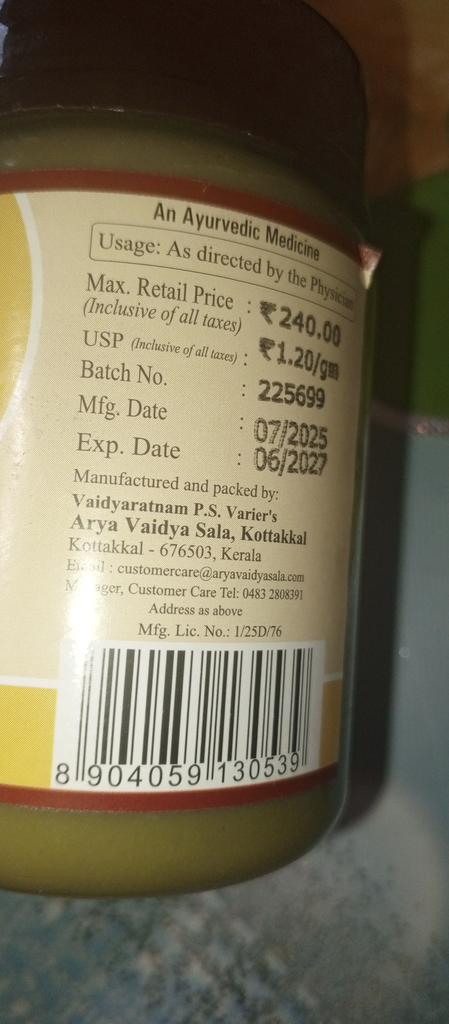 An Ayurvedic Medicine
Usage: As directed by the Physician
Max. Retail Price : ₹240.00
(Inclusive of all taxes)
USP (Inclusive of all taxes) : ₹1.20/gm
Batch No. : 225699
Mfg. Date : 07/2025
Exp. Date : 06/2027
Manufactured and packed by:
Vaidyaratnam P.S. Varier's
Arya Vaidya Sala, Kottakkal
Kottakkal - 676503, Kerala
Email : customercare@aryavaidyasala.com
Manager, Customer Care Tel: 0483 2808391
Address as above
Mfg. Lic. No.: 1/25D/76
8 904059 130539